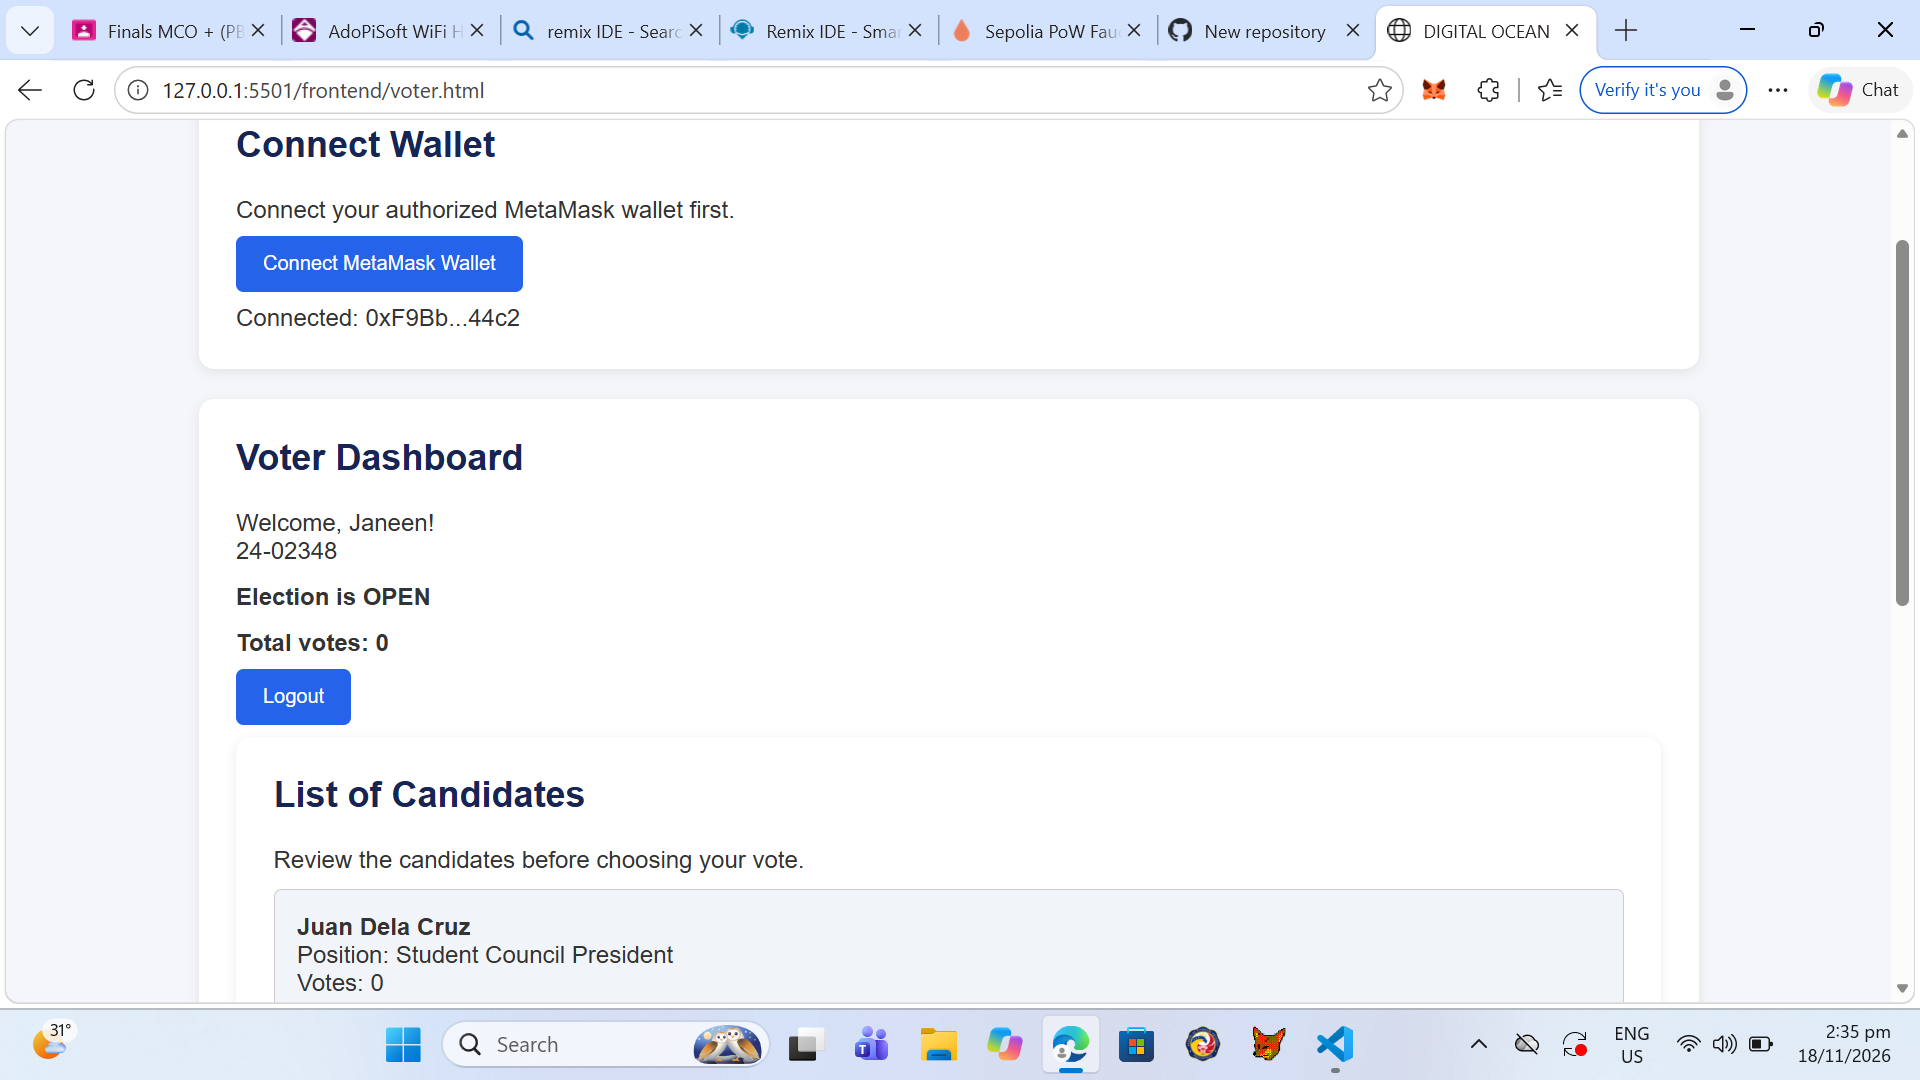 Finals MCO + (PB
AdoPiSoft WiFi H
remix IDE - Searc
Remix IDE - Smar
Sepolia PoW Fau
New repository
DIGITAL OCEAN
127.0.0.1:5501/frontend/voter.html
Verify it's you
Chat
Connect Wallet
Connect your authorized MetaMask wallet first.
Connect MetaMask Wallet
Connected: 0xF9Bb...44c2
Voter Dashboard
Welcome, Janeen!
24-02348
Election is OPEN
Total votes: 0
Logout
List of Candidates
Review the candidates before choosing your vote.
Juan Dela Cruz
Position: Student Council President
Votes: 0
31°
Search
ENG
US
2:35 pm
18/11/2026